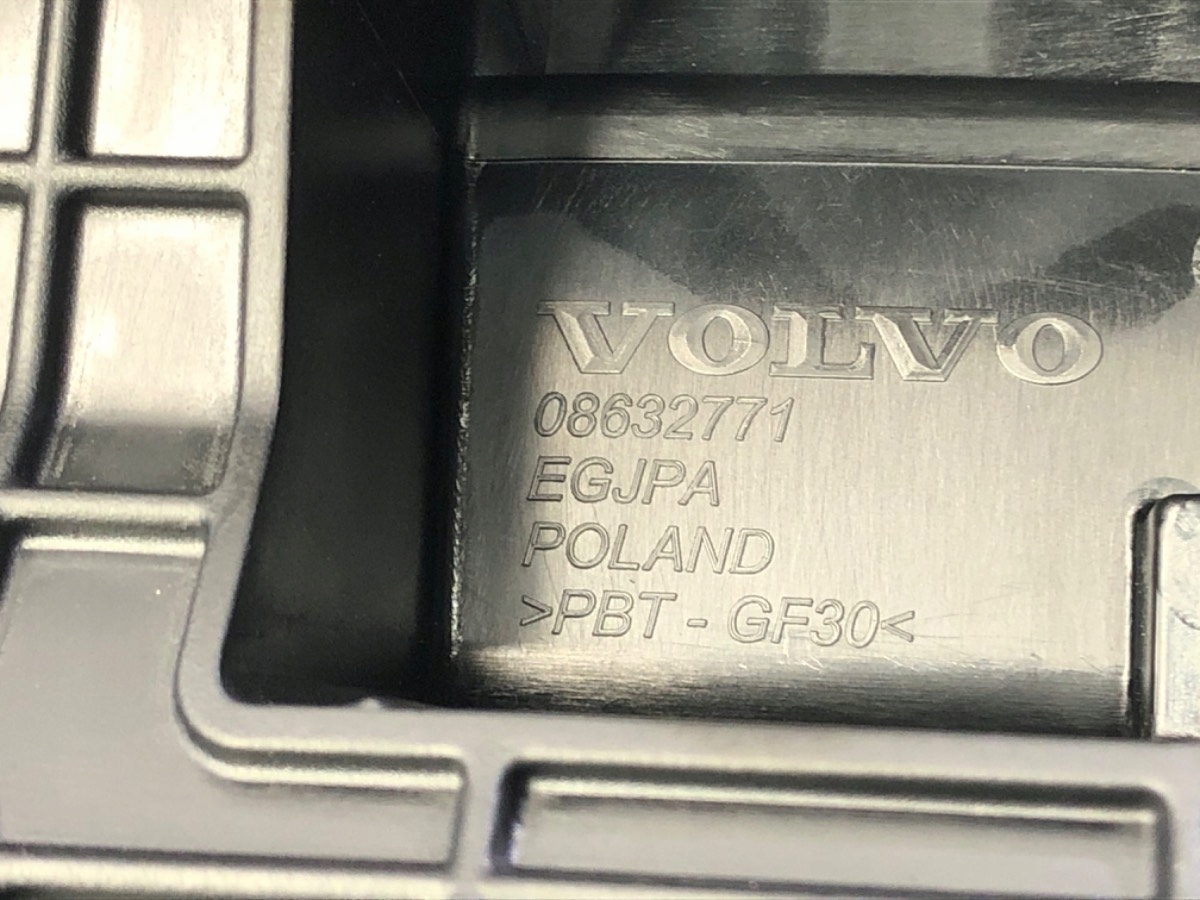 VOLVO
08632771
EGJPA
POLAND
>PBT - GF30<